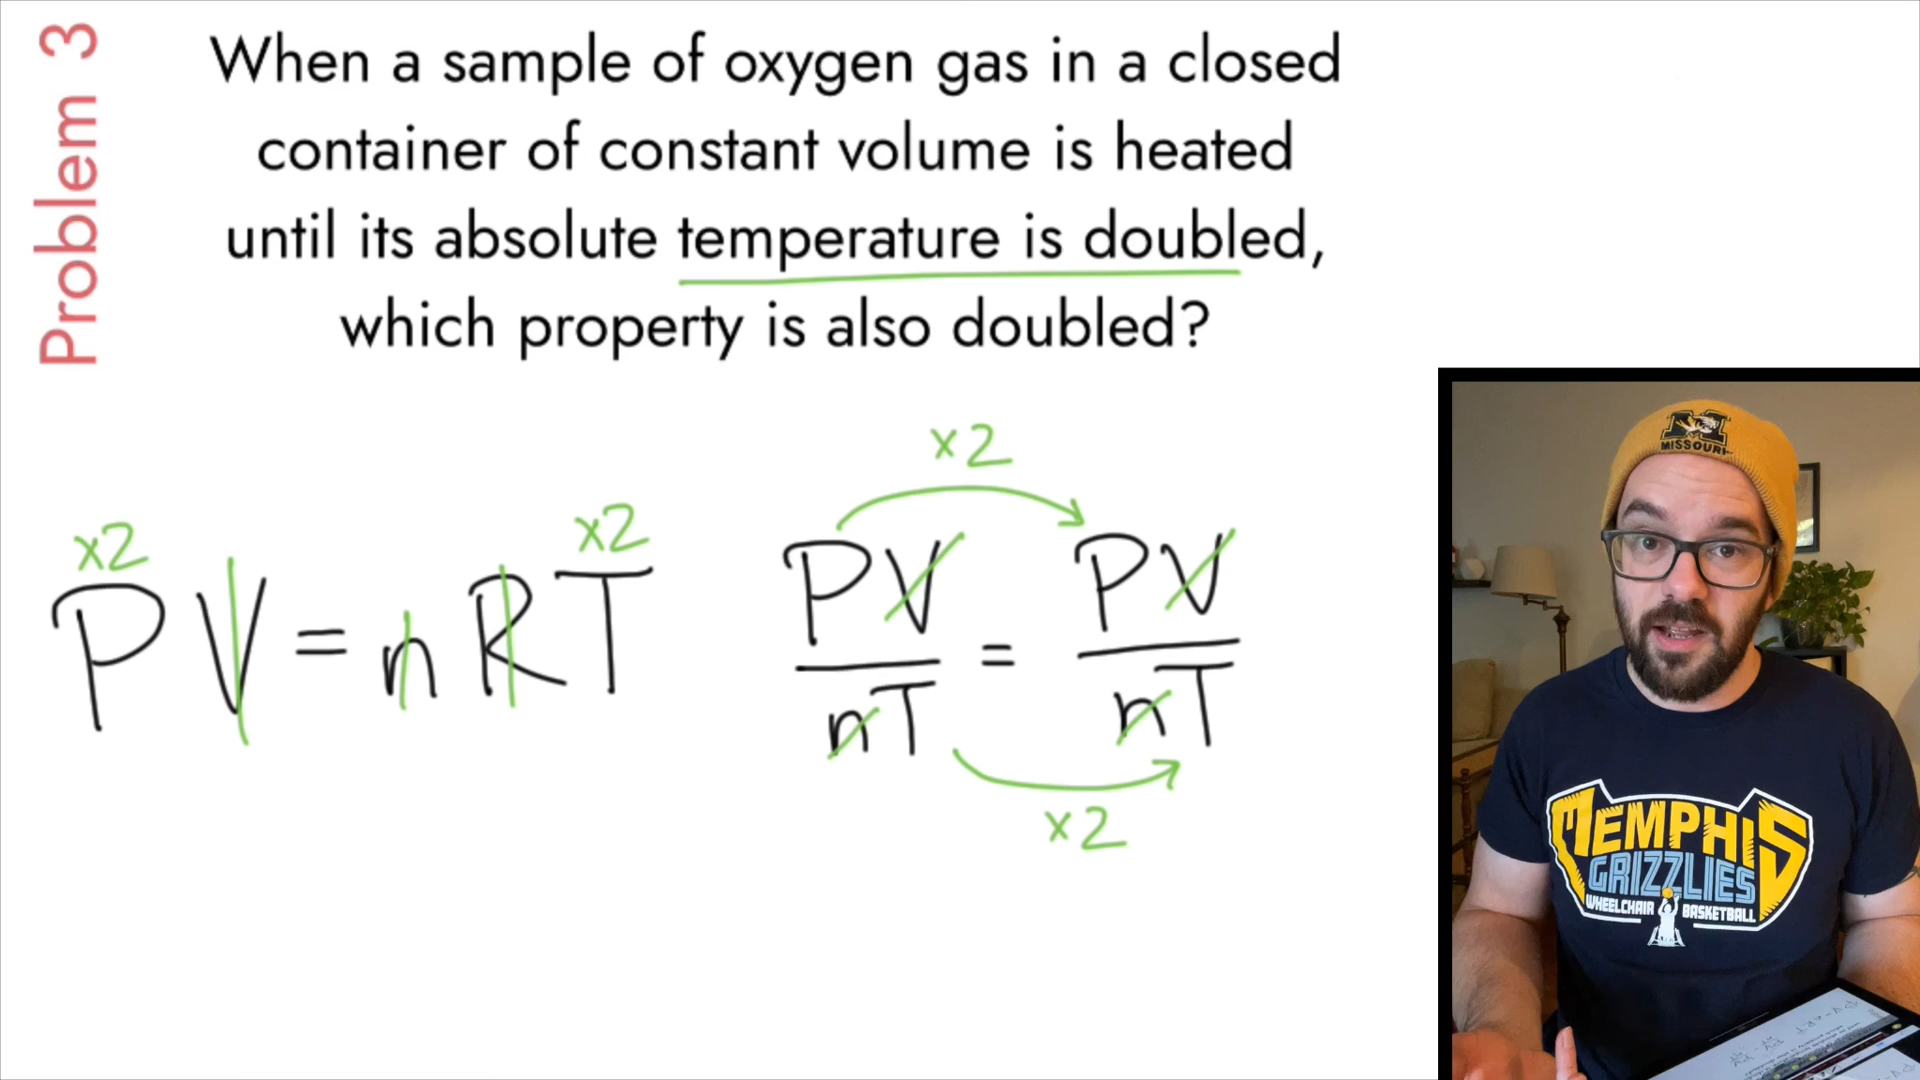 Problem 3
When a sample of oxygen gas in a closed
container of constant volume is heated
until its absolute temperature is doubled,
which property is also doubled?
x2
x2
PV = nRT
x2
PV = PV
nT nT
x2
M
MISSOURI
MEMPHIS
GRIZZLIES
WHEELCHAIR BASKETBALL